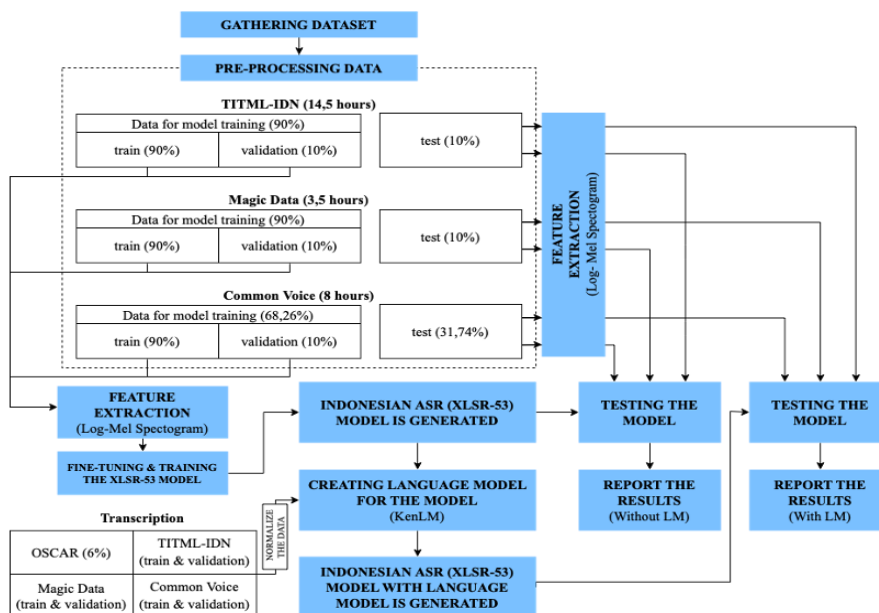 GATHERING DATASET
PRE-PROCESSING DATA
TITML-IDN (14,5 hours)
Data for model training (90%)
train (90%)
validation (10%)
test (10%)
Magic Data (3,5 hours)
Data for model training (90%)
train (90%)
validation (10%)
test (10%)
Common Voice (8 hours)
Data for model training (68,26%)
train (90%)
validation (10%)
test (31,74%)
FEATURE
EXTRACTION
(Log- Mel Spectogram)
FEATURE
EXTRACTION
(Log-Mel Spectogram)
FINE-TUNING & TRAINING
THE XLSR-53 MODEL
INDONESIAN ASR (XLSR-53)
MODEL IS GENERATED
TESTING THE
MODEL
TESTING THE
MODEL
CREATING LANGUAGE MODEL
FOR THE MODEL
(KenLM)
REPORT THE
RESULTS
(Without LM)
REPORT THE
RESULTS
(With LM)
Transcription
OSCAR (6%)
TITML-IDN
(train & validation)
Magic Data
(train & validation)
Common Voice
(train & validation)
NORMALIZE
THE DATA
INDONESIAN ASR (XLSR-53)
MODEL WITH LANGUAGE
MODEL IS GENERATED